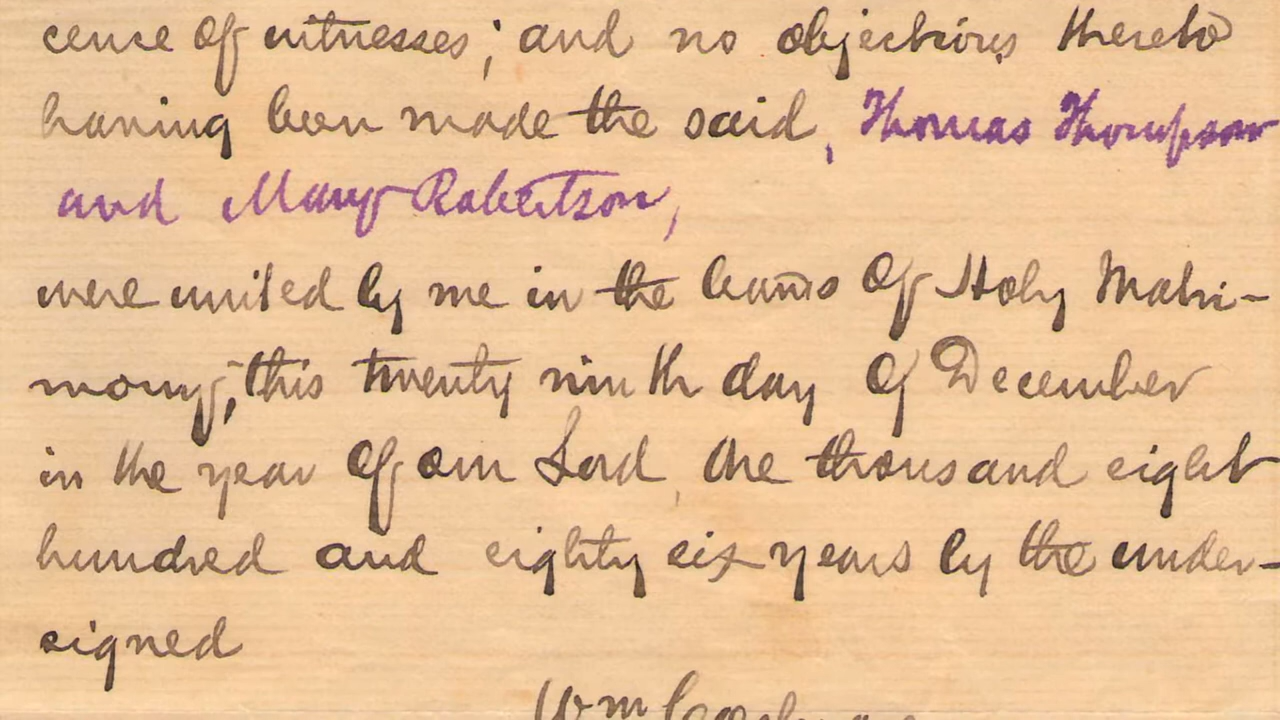 cence of witnesses; and no objections thereto
having been made the said, Thomas Thompson
and Mary Robertson,
were united by me in the banns of Holy Matri-
mony, this twenty ninth day of December
in the year of our Lord, one thousand eight
hundred and eighty six years by the under-
signed
Wm